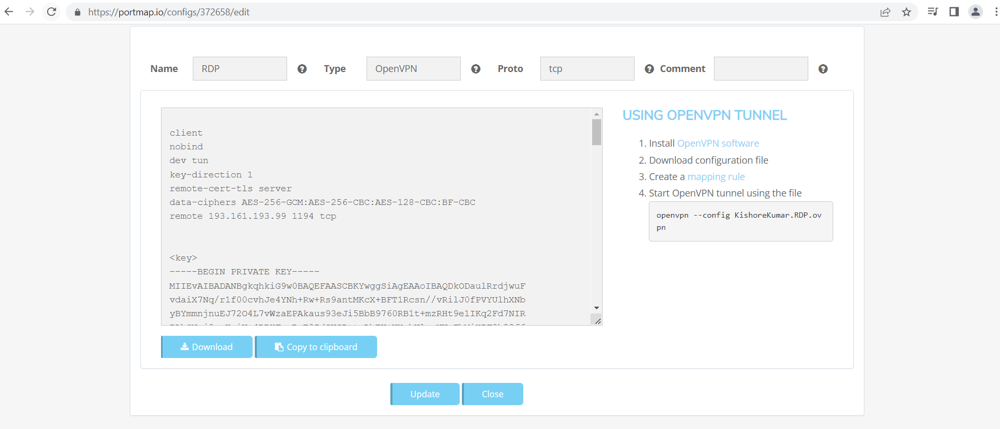 https://portmap.io/configs/372658/edit
Name RDP Type OpenVPN Proto tcp Comment
client
nobind
dev tun
key-direction 1
remote-cert-tls server
data-ciphers AES-256-GCM:AES-256-CBC:AES-128-CBC:BF-CBC
remote 193.161.193.99 1194 tcp
<key>
-----BEGIN PRIVATE KEY-----
MIIEvAIBADANBgkqhkiG9w0BAQEFAASCBKYwggSiAgEAAoIBAQDkODaulRrdjwuF
vdaiX7Nq/r1f00cvhJe4YNh+Rw+Rs9antMKcX+BFT1Rcsn//vRilJ0fPVYUlhXNb
yBYmmnjnuEJ72O4L7vWzaEPAkaus93eJi5BbB9760RB1t+mzRHt9e1IKq2Fd7NIR
Download Copy to clipboard
USING OPENVPN TUNNEL
1. Install OpenVPN software
2. Download configuration file
3. Create a mapping rule
4. Start OpenVPN tunnel using the file
openvpn --config KishoreKumar.RDP.ov
pn
Update Close